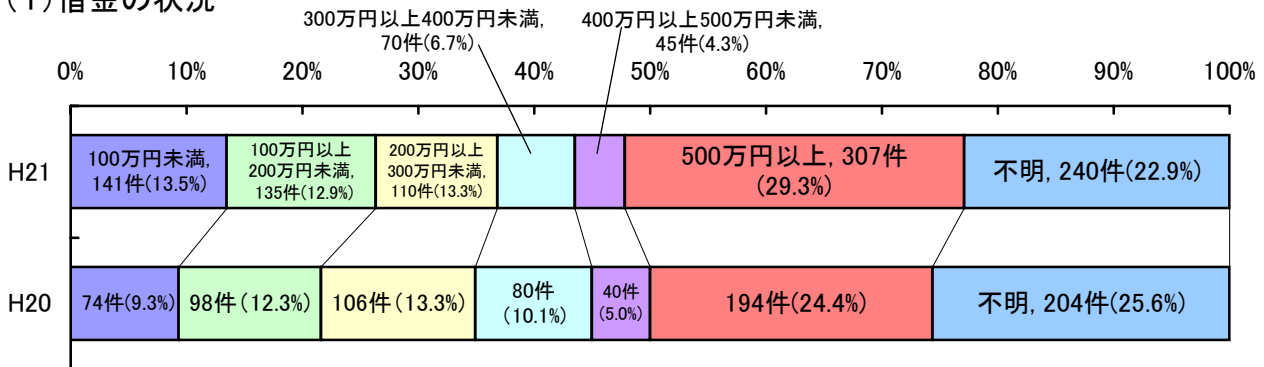 (1)借金の状況
300万円以上400万円未満,
70件(6.7%)
400万円以上500万円未満,
45件(4.3%)
0% 10% 20% 30% 40% 50% 60% 70% 80% 90% 100%
H21
100万円未満,
141件(13.5%)
100万円以上
200万円未満,
135件(12.9%)
200万円以上
300万円未満,
110件(13.3%)
500万円以上, 307件
(29.3%)
不明, 240件(22.9%)
H20
74件(9.3%)
98件(12.3%)
106件(13.3%)
80件
(10.1%)
40件
(5.0%)
194件(24.4%)
不明, 204件(25.6%)